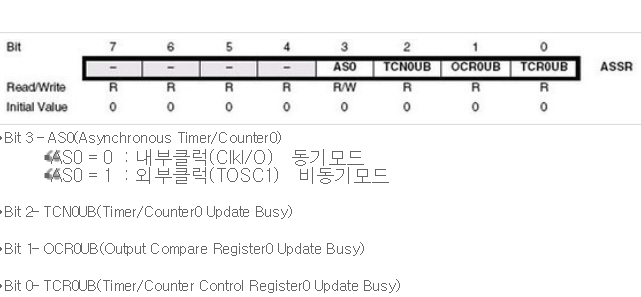 Bit 7 6 5 4 3 2 1 0
– – – – AS0 TCN0UB OCR0UB TCR0UB ASSR
Read/Write R R R R R/W R R R
Initial Value 0 0 0 0 0 0 0 0
Bit 3 – AS0(Asynchronous Timer/Counter0)
AS0 = 0 : 내부클럭(ClkI/O) 동기모드
AS0 = 1 : 외부클럭(TOSC1) 비동기모드
Bit 2– TCN0UB(Timer/Counter0 Update Busy)
Bit 1– OCR0UB(Output Compare Register0 Update Busy)
Bit 0– TCR0UB(Timer/Counter Control Register0 Update Busy)